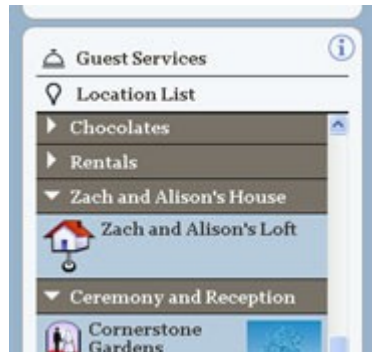 Guest Services
Location List
Chocolates
Rentals
Zach and Alison's House
Zach and Alison's Loft
Ceremony and Reception
Cornerstone
Gardens